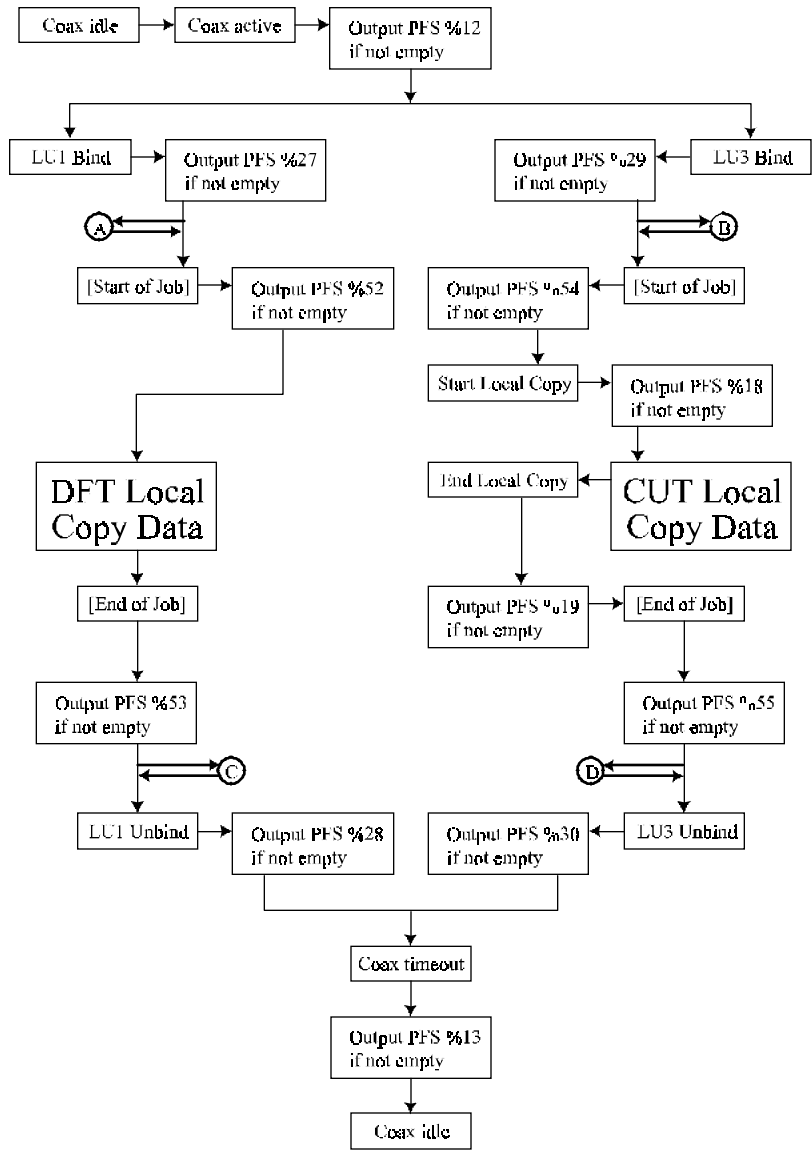 Coax idle
Coax active
Output PFS %12
if not empty
LU1 Bind
Output PFS %27
if not empty
Output PFS %29
if not empty
LU3 Bind
A
B
[Start of Job]
Output PFS %52
if not empty
Output PFS %54
if not empty
[Start of Job]
Start Local Copy
Output PFS %18
if not empty
DFT Local
Copy Data
End Local Copy
CUT Local
Copy Data
[End of Job]
Output PFS %19
if not empty
[End of Job]
Output PFS %53
if not empty
Output PFS %55
if not empty
C
D
LU1 Unbind
Output PFS %28
if not empty
Output PFS %30
if not empty
LU3 Unbind
Coax timeout
Output PFS %13
if not empty
Coax idle